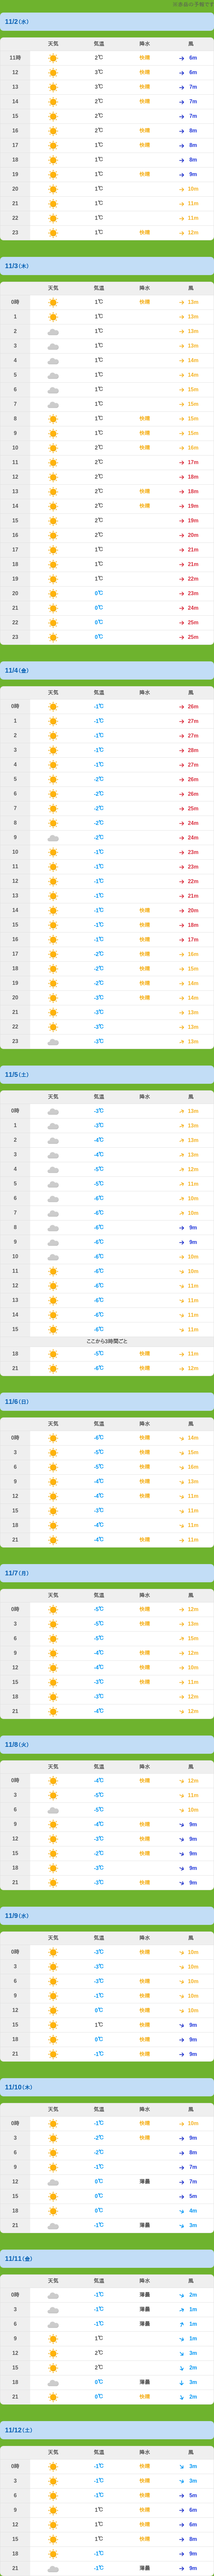 11/2（水）
天気 気温 降水 風
11時 2℃ 快晴 6m
12 3℃ 快晴 6m
13 3℃ 快晴 7m
14 2℃ 快晴 7m
15 2℃ 7m
16 2℃ 快晴 8m
17 1℃ 快晴 8m
18 1℃ 8m
19 1℃ 快晴 9m
20 1℃ 10m
21 1℃ 11m
22 1℃ 11m
23 1℃ 快晴 12m
11/3（木）
天気 気温 降水 風
0時 1℃ 快晴 13m
1 1℃ 13m
2 1℃ 13m
3 1℃ 13m
4 1℃ 14m
5 1℃ 14m
6 1℃ 15m
7 1℃ 15m
8 1℃ 快晴 15m
9 1℃ 快晴 15m
10 2℃ 快晴 16m
11 2℃ 17m
12 2℃ 18m
13 2℃ 快晴 18m
14 2℃ 快晴 19m
15 2℃ 19m
16 2℃ 20m
17 1℃ 21m
18 1℃ 21m
19 1℃ 22m
20 0℃ 23m
21 0℃ 24m
22 0℃ 25m
23 0℃ 25m
11/4（金）
天気 気温 降水 風
0時 -1℃ 26m
1 -1℃ 27m
2 -1℃ 27m
3 -1℃ 28m
4 -1℃ 27m
5 -2℃ 26m
6 -2℃ 26m
7 -2℃ 25m
8 -2℃ 24m
9 -2℃ 24m
10 -1℃ 23m
11 -1℃ 23m
12 -1℃ 22m
13 -1℃ 21m
14 -1℃ 快晴 20m
15 -1℃ 快晴 18m
16 -1℃ 快晴 17m
17 -2℃ 快晴 16m
18 -2℃ 快晴 15m
19 -2℃ 快晴 14m
20 -3℃ 快晴 14m
21 -3℃ 13m
22 -3℃ 13m
23 -3℃ 13m
11/5（土）
天気 気温 降水 風
0時 -3℃ 13m
1 -3℃ 13m
2 -4℃ 13m
3 -4℃ 13m
4 -5℃ 12m
5 -5℃ 11m
6 -6℃ 10m
7 -6℃ 10m
8 -6℃ 9m
9 -6℃ 9m
10 -6℃ 10m
11 -6℃ 10m
12 -6℃ 11m
13 -6℃ 11m
14 -6℃ 11m
15 -6℃ 11m
ここから3時間ごと
18 -5℃ 快晴 11m
21 -6℃ 快晴 12m
11/6（日）
天気 気温 降水 風
0時 -6℃ 快晴 14m
3 -5℃ 快晴 15m
6 -5℃ 快晴 16m
9 -4℃ 快晴 13m
12 -4℃ 快晴 11m
15 -3℃ 11m
18 -4℃ 11m
21 -4℃ 快晴 11m
11/7（月）
天気 気温 降水 風
0時 -5℃ 快晴 12m
3 -5℃ 快晴 13m
6 -5℃ 15m
9 -4℃ 快晴 12m
12 -4℃ 快晴 10m
15 -3℃ 快晴 11m
18 -3℃ 12m
21 -4℃ 12m
11/8（火）
天気 気温 降水 風
0時 -4℃ 快晴 12m
3 -5℃ 11m
6 -5℃ 10m
9 -4℃ 快晴 9m
12 -3℃ 快晴 9m
15 -2℃ 快晴 9m
18 -3℃ 9m
21 -3℃ 快晴 9m
11/9（水）
天気 気温 降水 風
0時 -3℃ 快晴 10m
3 -3℃ 10m
6 -3℃ 快晴 10m
9 -1℃ 快晴 10m
12 0℃ 快晴 10m
15 1℃ 快晴 9m
18 0℃ 快晴 9m
21 -1℃ 快晴 9m
11/10（木）
天気 気温 降水 風
0時 -1℃ 快晴 10m
3 -2℃ 快晴 9m
6 -2℃ 8m
9 -1℃ 7m
12 0℃ 薄曇 7m
15 0℃ 5m
18 0℃ 4m
21 -1℃ 薄曇 3m
11/11（金）
天気 気温 降水 風
0時 -1℃ 薄曇 2m
3 -1℃ 薄曇 1m
6 -1℃ 薄曇 1m
9 1℃ 1m
12 2℃ 3m
15 2℃ 2m
18 0℃ 薄曇 3m
21 0℃ 快晴 2m
11/12（土）
天気 気温 降水 風
0時 -1℃ 快晴 3m
3 -1℃ 快晴 3m
6 -1℃ 快晴 5m
9 1℃ 快晴 6m
12 1℃ 快晴 6m
15 1℃ 快晴 8m
18 -1℃ 9m
21 -1℃ 薄曇 9m